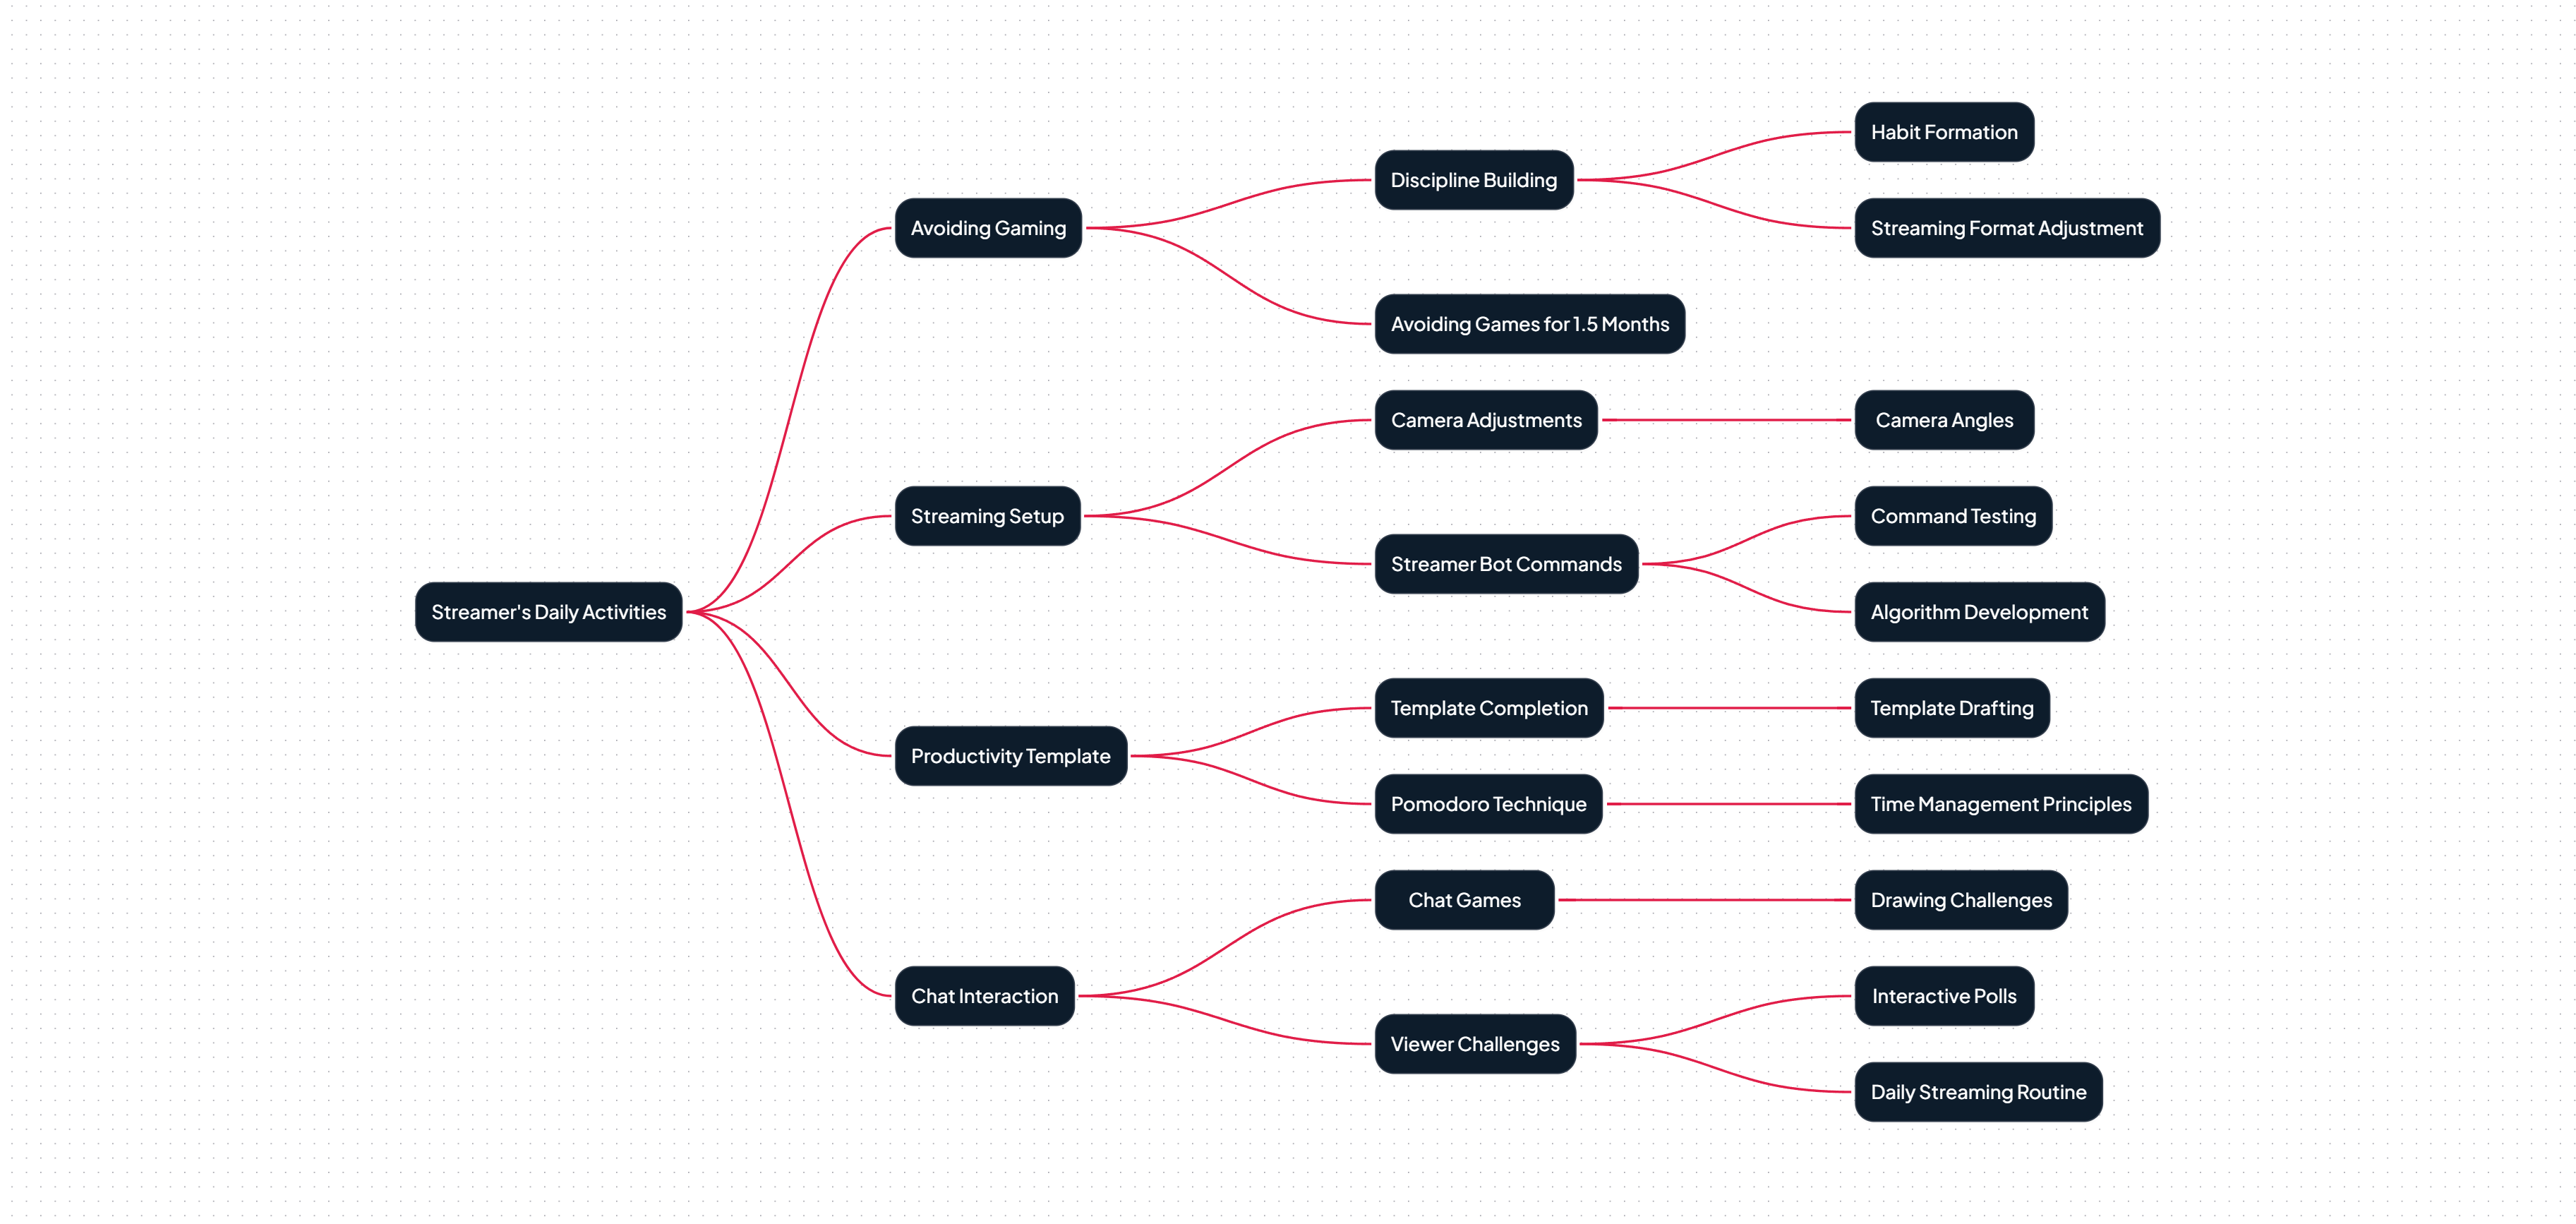 Streamer's Daily Activities
Avoiding Gaming
Discipline Building
Habit Formation
Streaming Format Adjustment
Avoiding Games for 1.5 Months
Streaming Setup
Camera Adjustments
Camera Angles
Streamer Bot Commands
Command Testing
Algorithm Development
Productivity Template
Template Completion
Template Drafting
Pomodoro Technique
Time Management Principles
Chat Interaction
Chat Games
Drawing Challenges
Viewer Challenges
Interactive Polls
Daily Streaming Routine